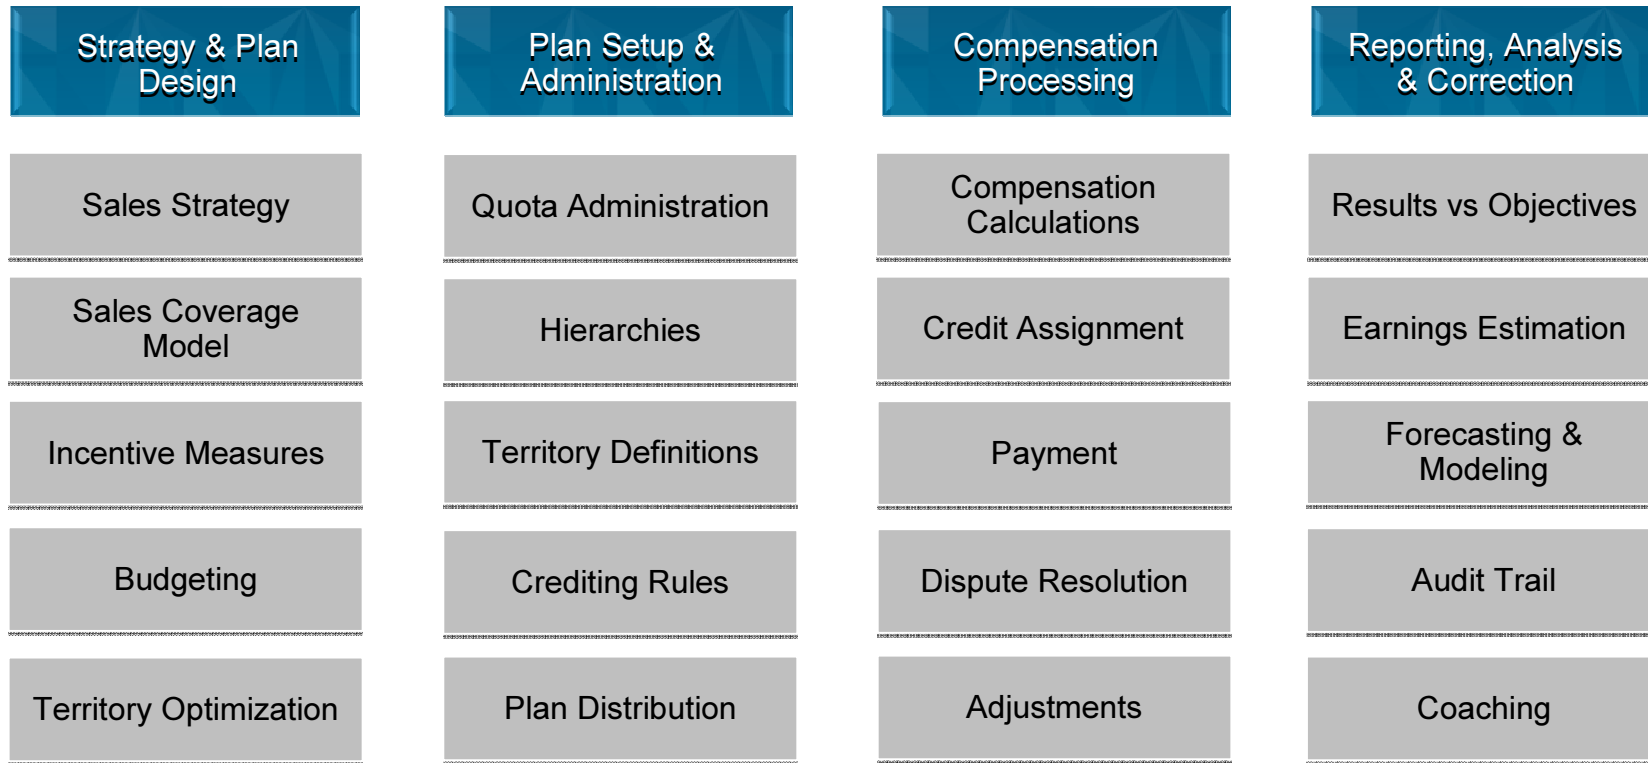 Strategy & Plan
Design
Plan Setup &
Administration
Compensation
Processing
Reporting, Analysis
& Correction
Sales Strategy
Quota Administration
Compensation
Calculations
Results vs Objectives
Sales Coverage
Model
Hierarchies
Credit Assignment
Earnings Estimation
Incentive Measures
Territory Definitions
Payment
Forecasting &
Modeling
Budgeting
Crediting Rules
Dispute Resolution
Audit Trail
Territory Optimization
Plan Distribution
Adjustments
Coaching